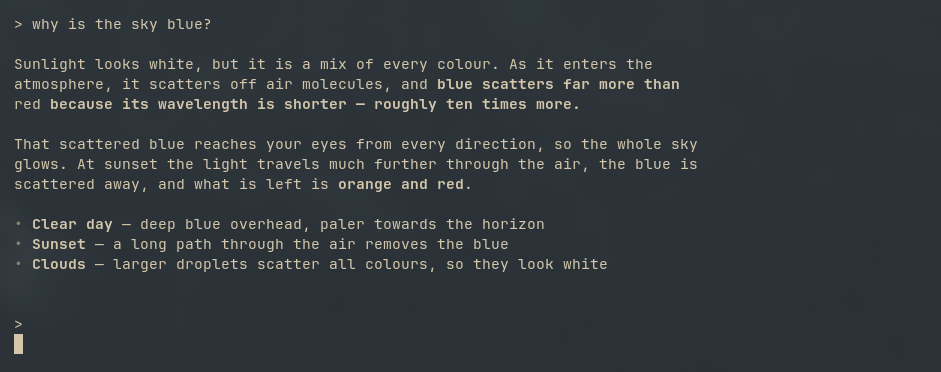 > why is the sky blue?
Sunlight looks white, but it is a mix of every colour. As it enters the
atmosphere, it scatters off air molecules, and blue scatters far more than
red because its wavelength is shorter — roughly ten times more.
That scattered blue reaches your eyes from every direction, so the whole sky
glows. At sunset the light travels much further through the air, the blue is
scattered away, and what is left is orange and red.
• Clear day — deep blue overhead, paler towards the horizon
• Sunset — a long path through the air removes the blue
• Clouds — larger droplets scatter all colours, so they look white
>